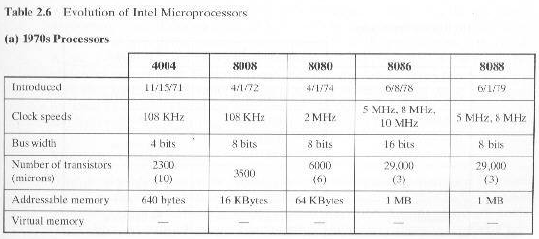 Table 2.6 Evolution of Intel Microprocessors
(a) 1970s Processors
4004 8008 8080 8086 8088
Introduced 11/15/71 4/1/72 4/1/74 6/8/78 6/1/79
Clock speeds 108 KHz 108 KHz 2 MHz 5 MHz, 8 MHz, 10 MHz 5 MHz, 8 MHz
Bus width 4 bits 8 bits 8 bits 16 bits 8 bits
Number of transistors (microns) 2300 (10) 3500 6000 (6) 29,000 (3) 29,000 (3)
Addressable memory 640 bytes 16 KBytes 64 KBytes 1 MB 1 MB
Virtual memory — — — — —